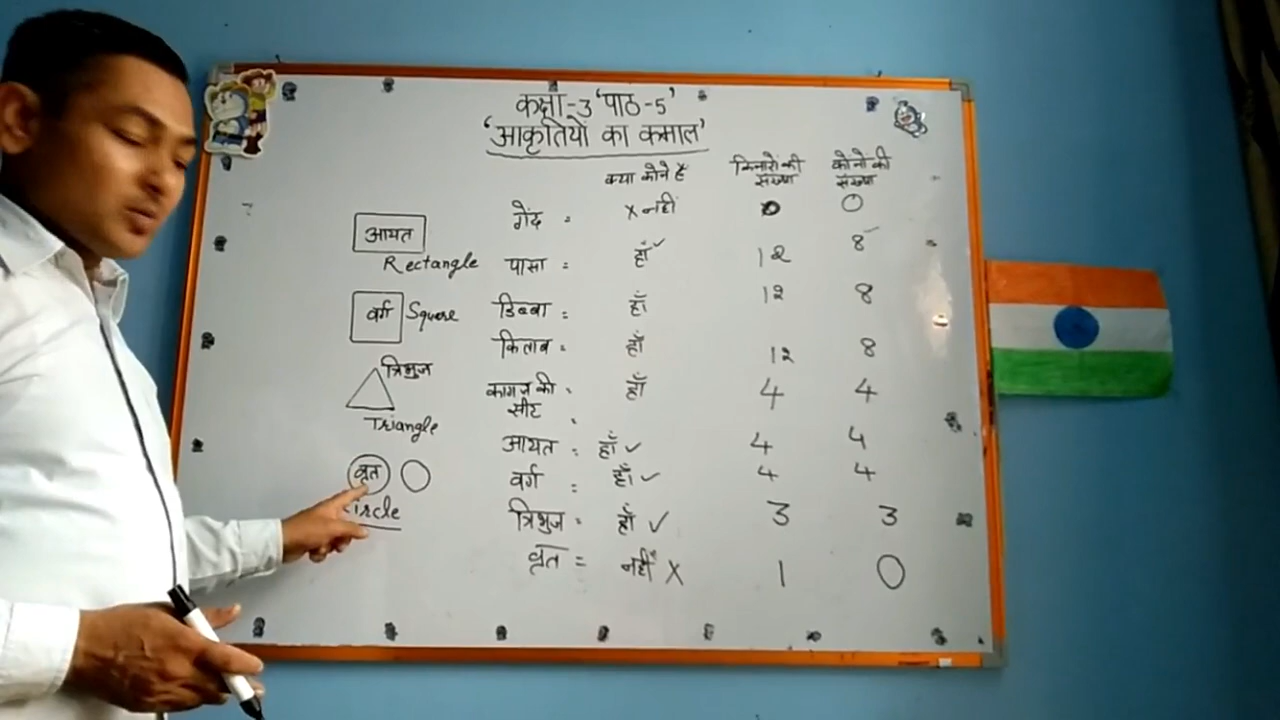 कक्षा-3 'पाठ-5'
'आकृतियों का कमाल'
क्या कोने हैं किनारों की संख्या कोनो की संख्या
गेंद = × नहीं 0 0
पासा = हाँ ✓ 12 8
डिब्बा = हाँ 12 8
किताब = हाँ 12 8
कागज की सीट = हाँ 4 4
आयत = हाँ ✓ 4 4
वर्ग = हाँ ✓ 4 4
त्रिभुज = हाँ ✓ 3 3
वृत = नहीं × 1 0
आयत
Rectangle
वर्ग Square
त्रिभुज
Triangle
वृत
circle